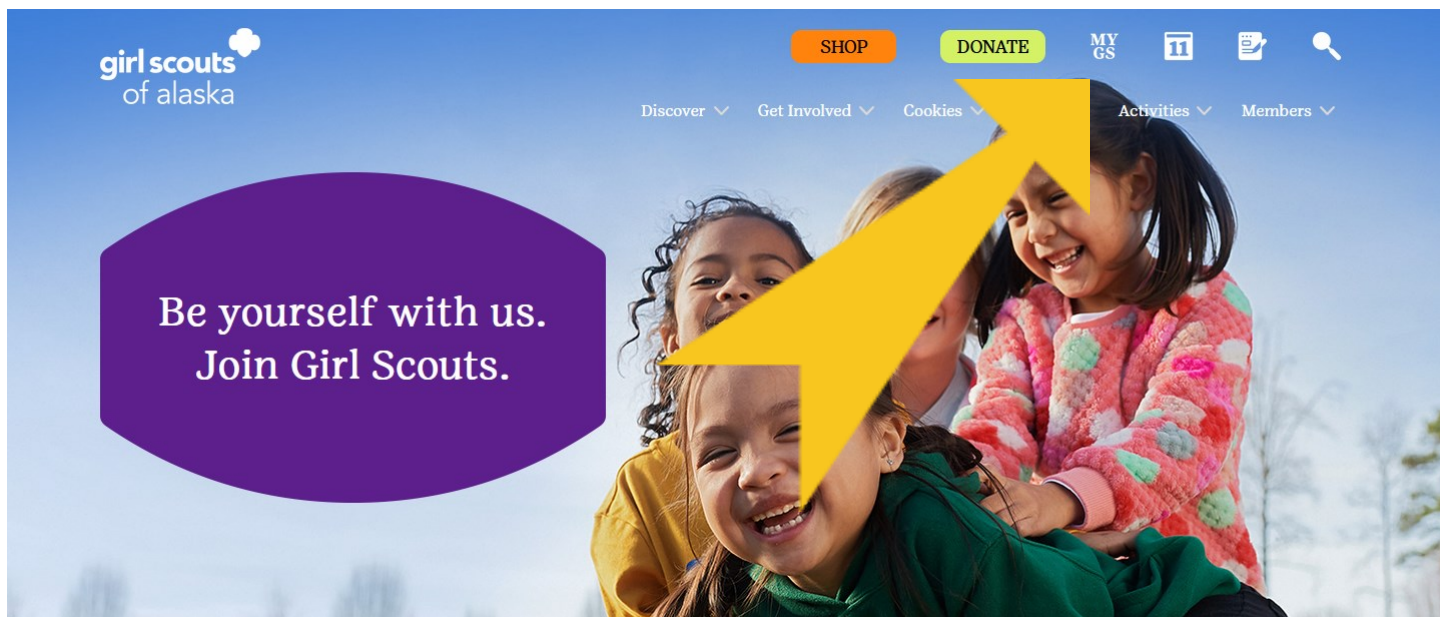 girl scouts
of alaska
SHOP DONATE MY GS 11
Discover Get Involved Cookies Activities Members
Be yourself with us.
Join Girl Scouts.